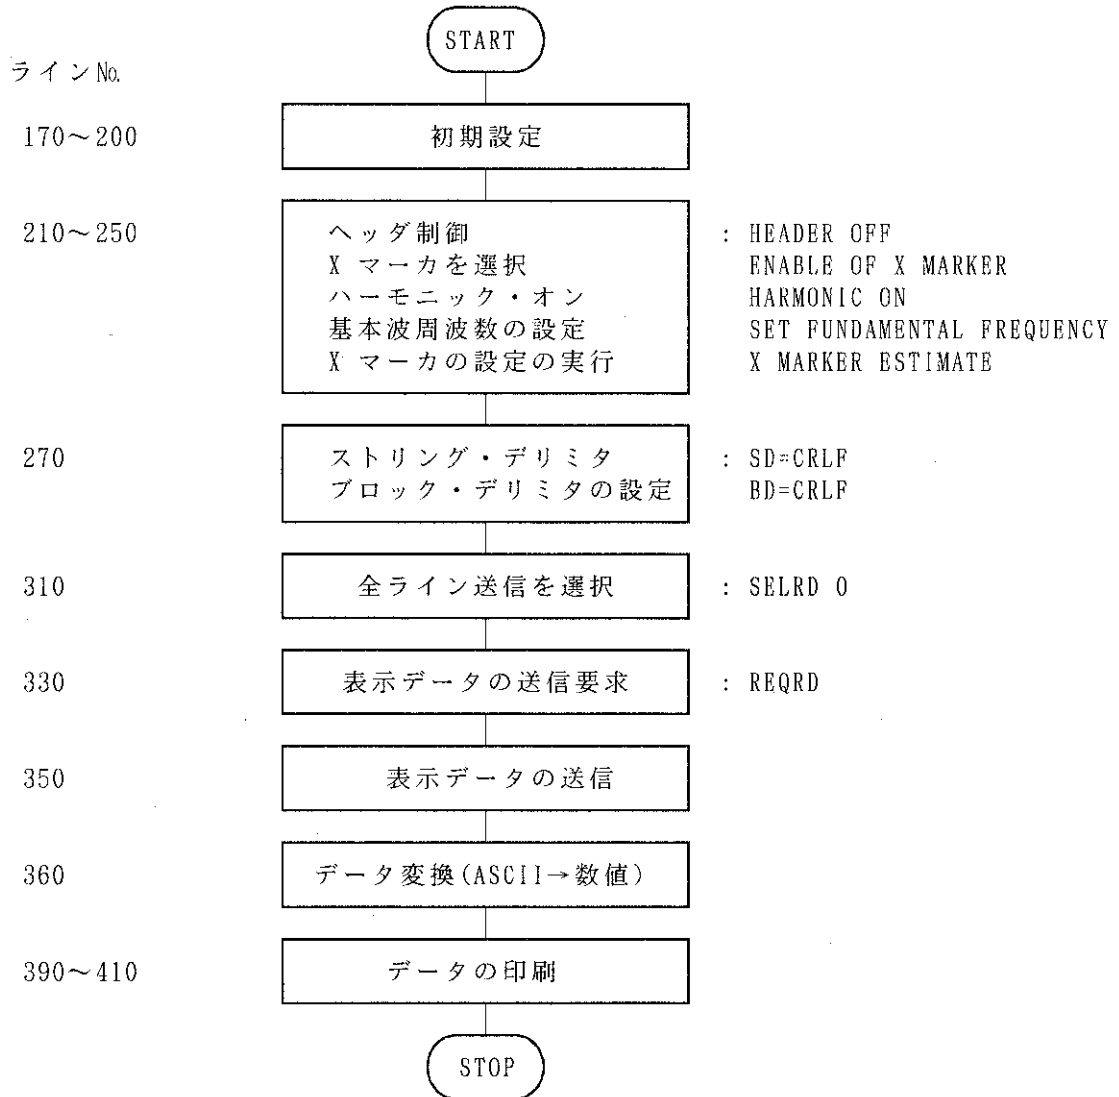 START
ラインNo.
170～200 初期設定
210～250 ヘッダ制御 : HEADER OFF
X マーカを選択 ENABLE OF X MARKER
ハーモニック・オン HARMONIC ON
基本波周波数の設定 SET FUNDAMENTAL FREQUENCY
X マーカの設定の実行 X MARKER ESTIMATE
270 ストリング・デリミタ : SD=CRLF
ブロック・デリミタの設定 BD=CRLF
310 全ライン送信を選択 : SELRD 0
330 表示データの送信要求 : REQRD
350 表示データの送信
360 データ変換(ASCII→数値)
390～410 データの印刷
STOP